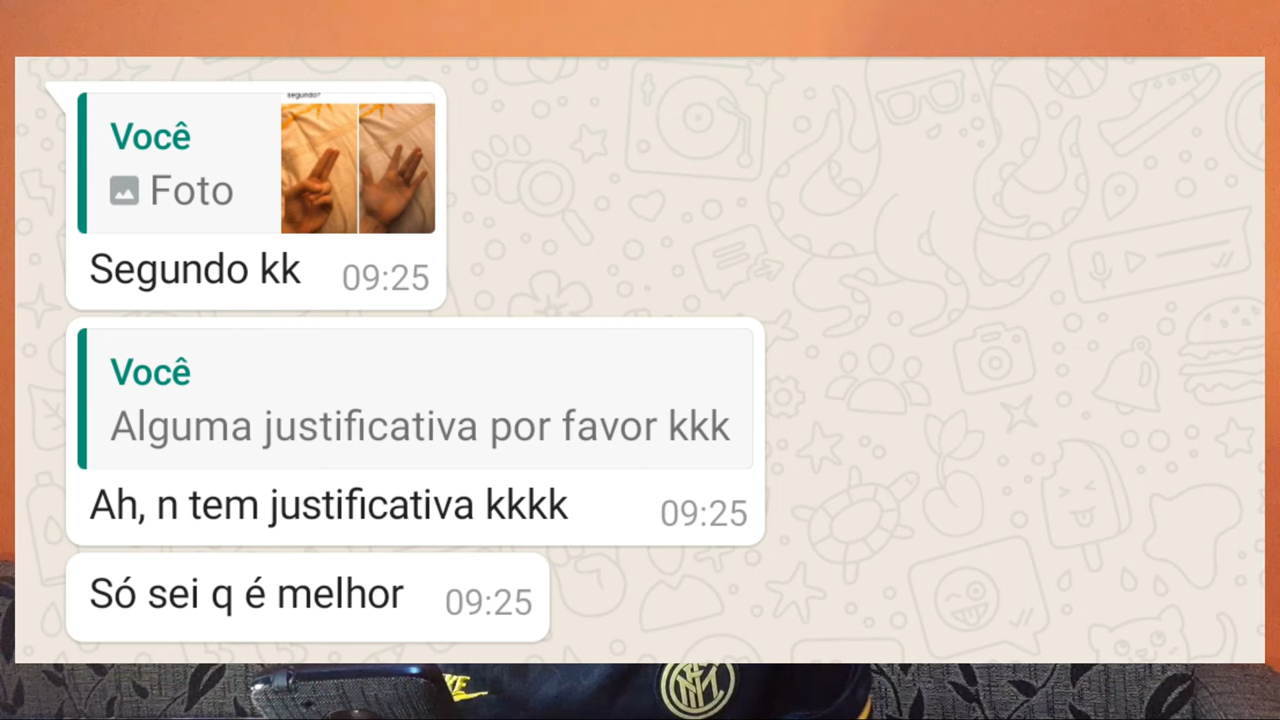 segundo?
Você
Foto
Segundo kk 09:25
Você
Alguma justificativa por favor kkk
Ah, n tem justificativa kkkk 09:25
Só sei q é melhor 09:25